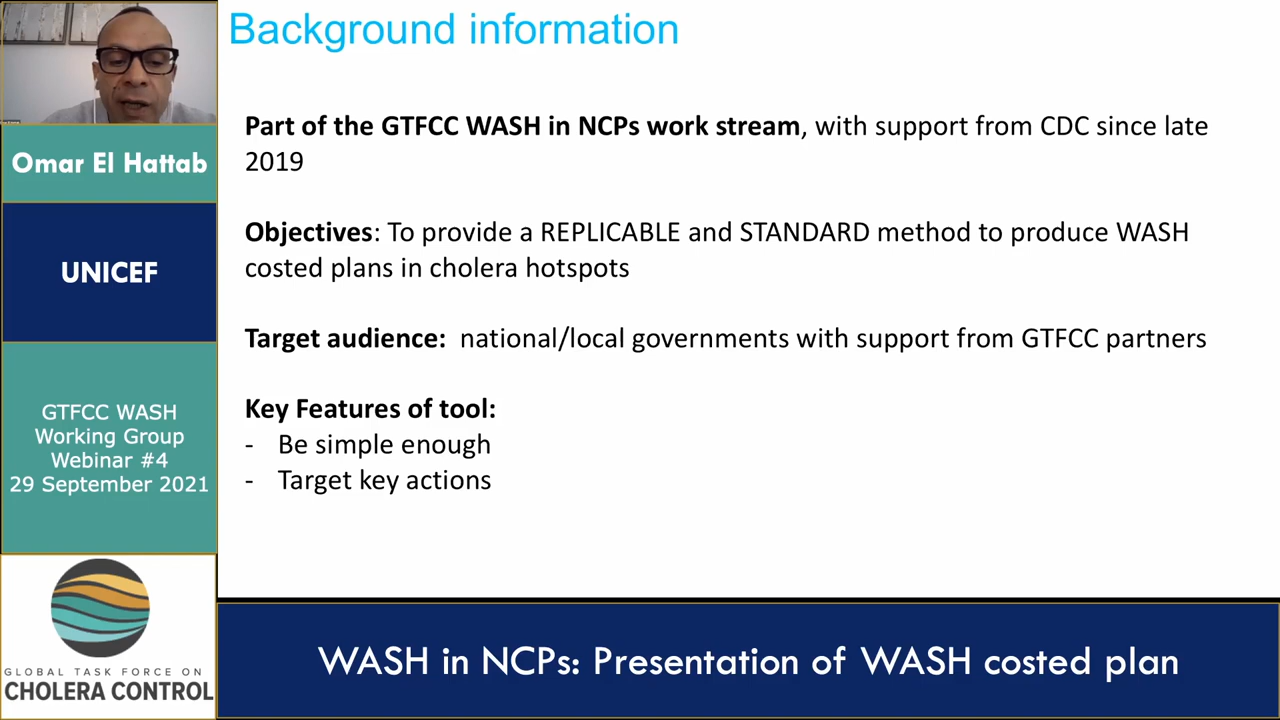 Background information
Part of the GTFCC WASH in NCPs work stream, with support from CDC since late
2019
Objectives: To provide a REPLICABLE and STANDARD method to produce WASH
costed plans in cholera hotspots
Target audience: national/local governments with support from GTFCC partners
Key Features of tool:
- Be simple enough
- Target key actions
Omar El Hattab
UNICEF
GTFCC WASH
Working Group
Webinar #4
29 September 2021
GLOBAL TASK FORCE ON
CHOLERA CONTROL
WASH in NCPs: Presentation of WASH costed plan